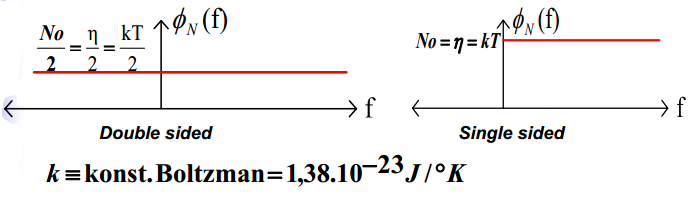 No/2 = η/2 = kT/2 ϕN(f)
f
Double sided
No = η = kT ϕN(f)
f
Single sided
k ≡ konst. Boltzman = 1,38.10⁻²³ J/°K